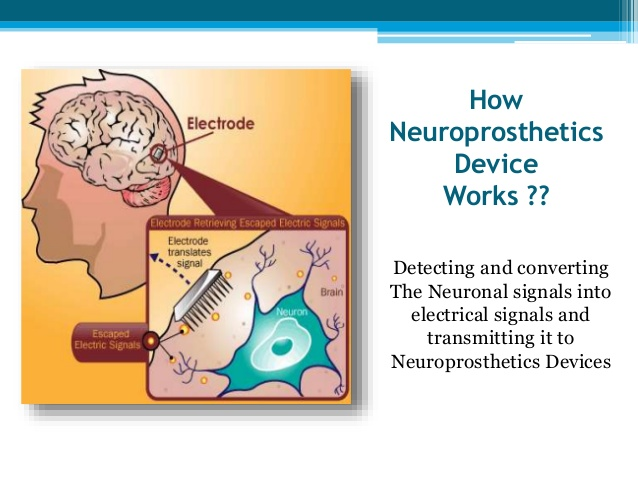 How
Neuroprosthetics
Device
Works ??
Electrode
Electrode Retrieving Escaped Electric Signals
Electrode
translates
signal
Brain
Neuron
Escaped
Electric Signals
Detecting and converting
The Neuronal signals into
electrical signals and
transmitting it to
Neuroprosthetics Devices